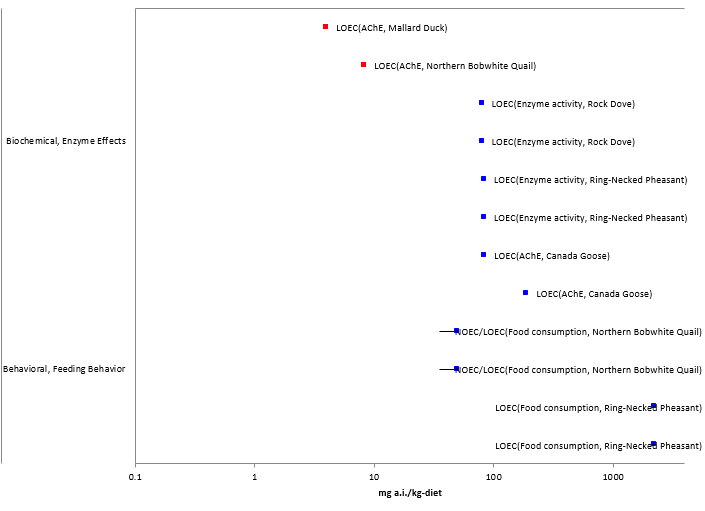 LOEC(AChE, Mallard Duck)
LOEC(AChE, Northern Bobwhite Quail)
LOEC(Enzyme activity, Rock Dove)
Biochemical, Enzyme Effects
LOEC(Enzyme activity, Rock Dove)
LOEC(Enzyme activity, Ring-Necked Pheasant)
LOEC(Enzyme activity, Ring-Necked Pheasant)
LOEC(AChE, Canada Goose)
LOEC(AChE, Canada Goose)
NOEC/LOEC(Food consumption, Northern Bobwhite Quail)
Behavioral, Feeding Behavior
NOEC/LOEC(Food consumption, Northern Bobwhite Quail)
LOEC(Food consumption, Ring-Necked Pheasant)
LOEC(Food consumption, Ring-Necked Pheasant)
0.1 1 10 100 1000
mg a.i./kg-diet